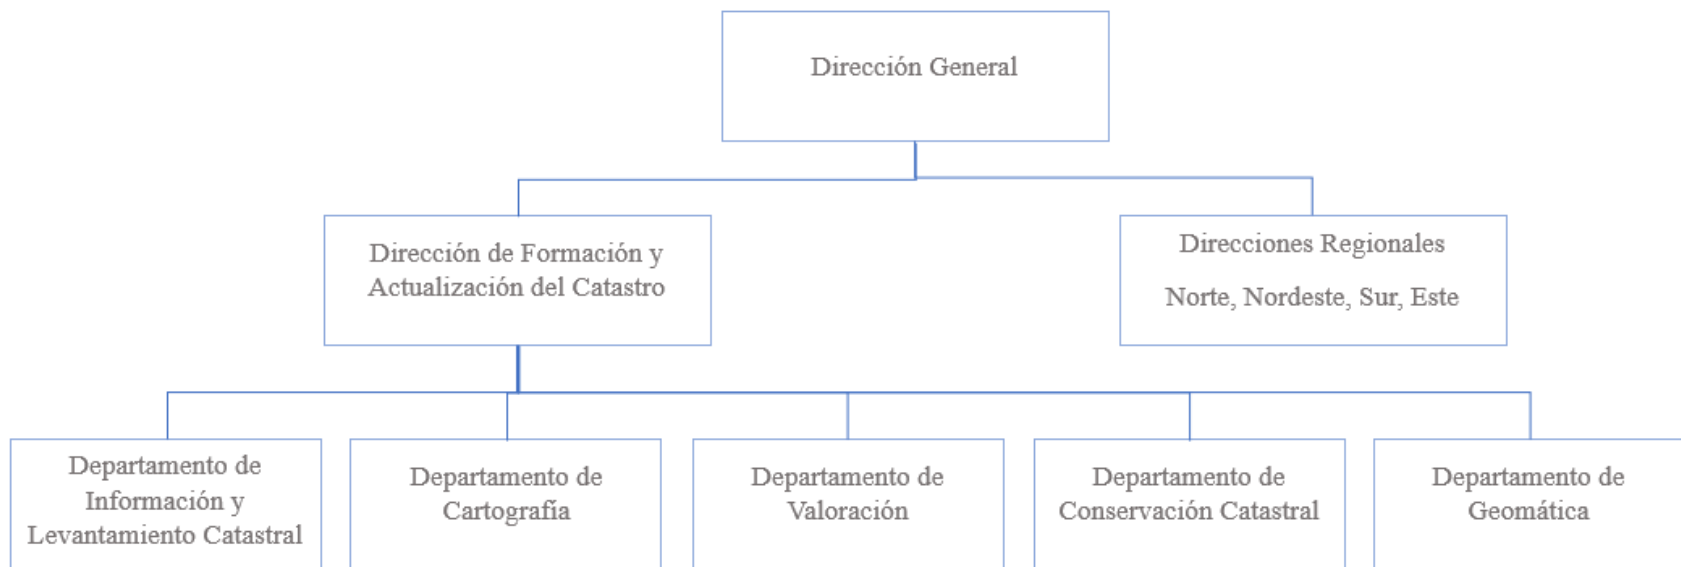 Dirección General
Dirección de Formación y
Actualización del Catastro
Direcciones Regionales
Norte, Nordeste, Sur, Este
Departamento de
Información y
Levantamiento Catastral
Departamento de
Cartografía
Departamento de
Valoración
Departamento de
Conservación Catastral
Departamento de
Geomática